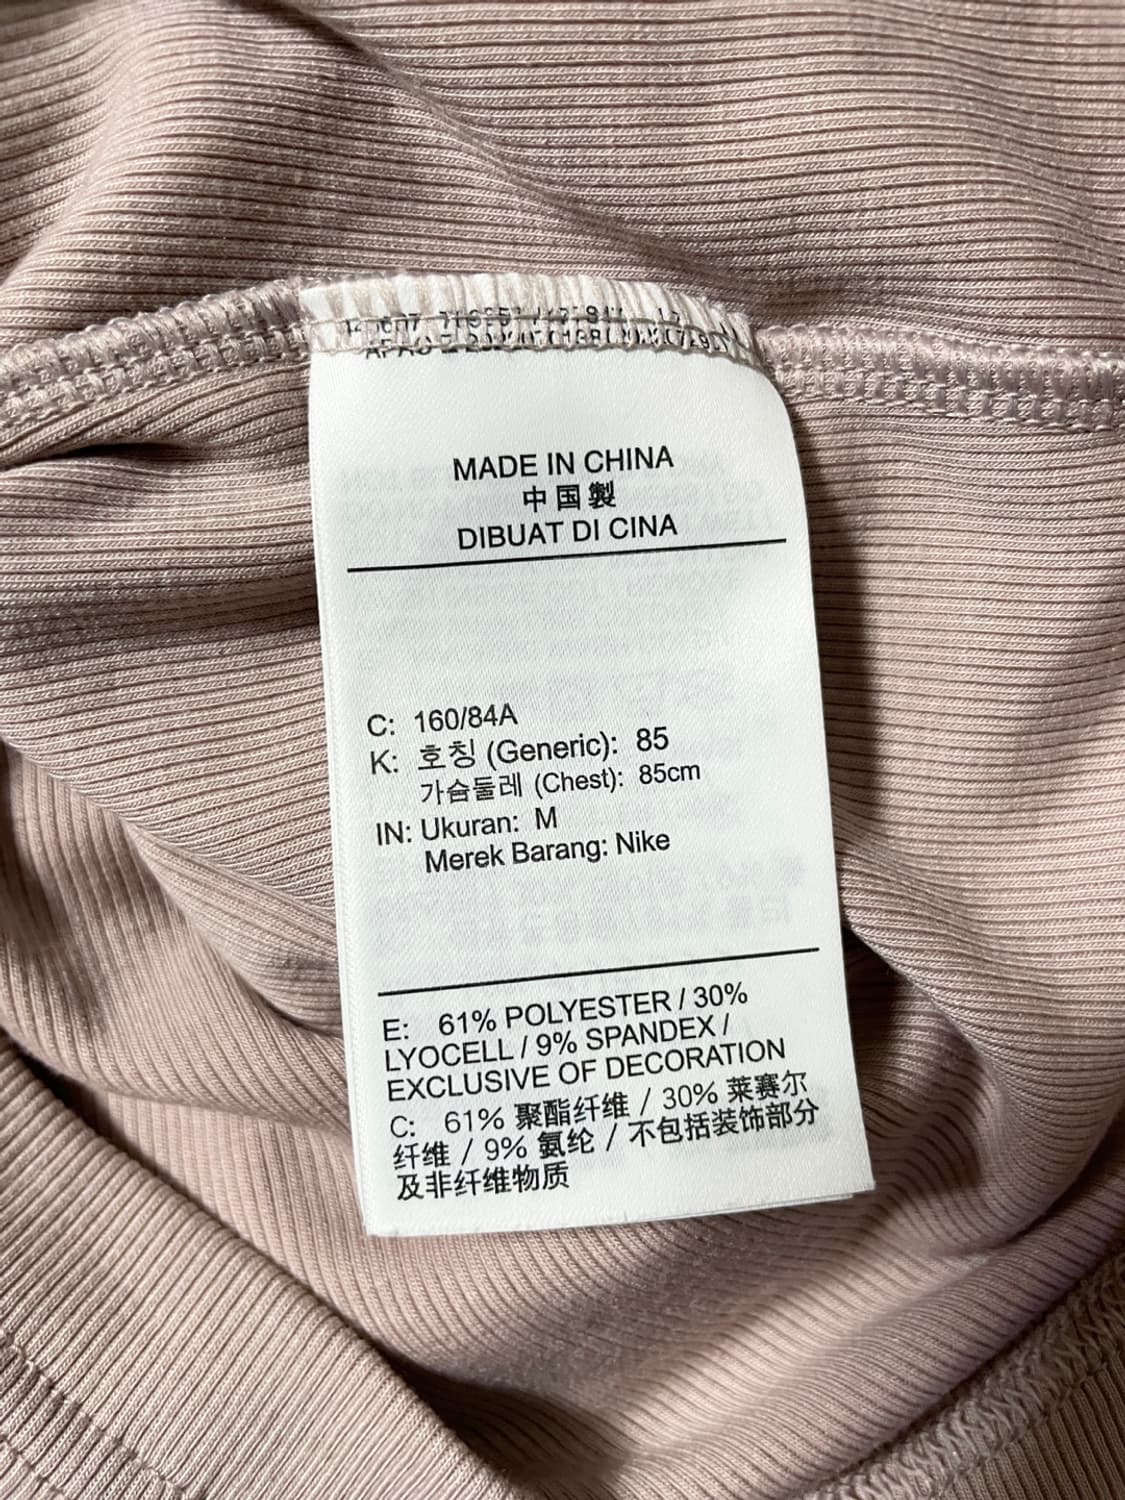 MADE IN CHINA
中国製
DIBUAT DI CINA
C: 160/84A
K: 호칭 (Generic): 85
가슴둘레 (Chest): 85cm
IN: Ukuran: M
Merek Barang: Nike
E: 61% POLYESTER / 30%
LYOCELL / 9% SPANDEX /
EXCLUSIVE OF DECORATION
C: 61% 聚酯纤维 / 30% 莱赛尔
纤维 / 9% 氨纶 / 不包括装饰部分
及非纤维物质